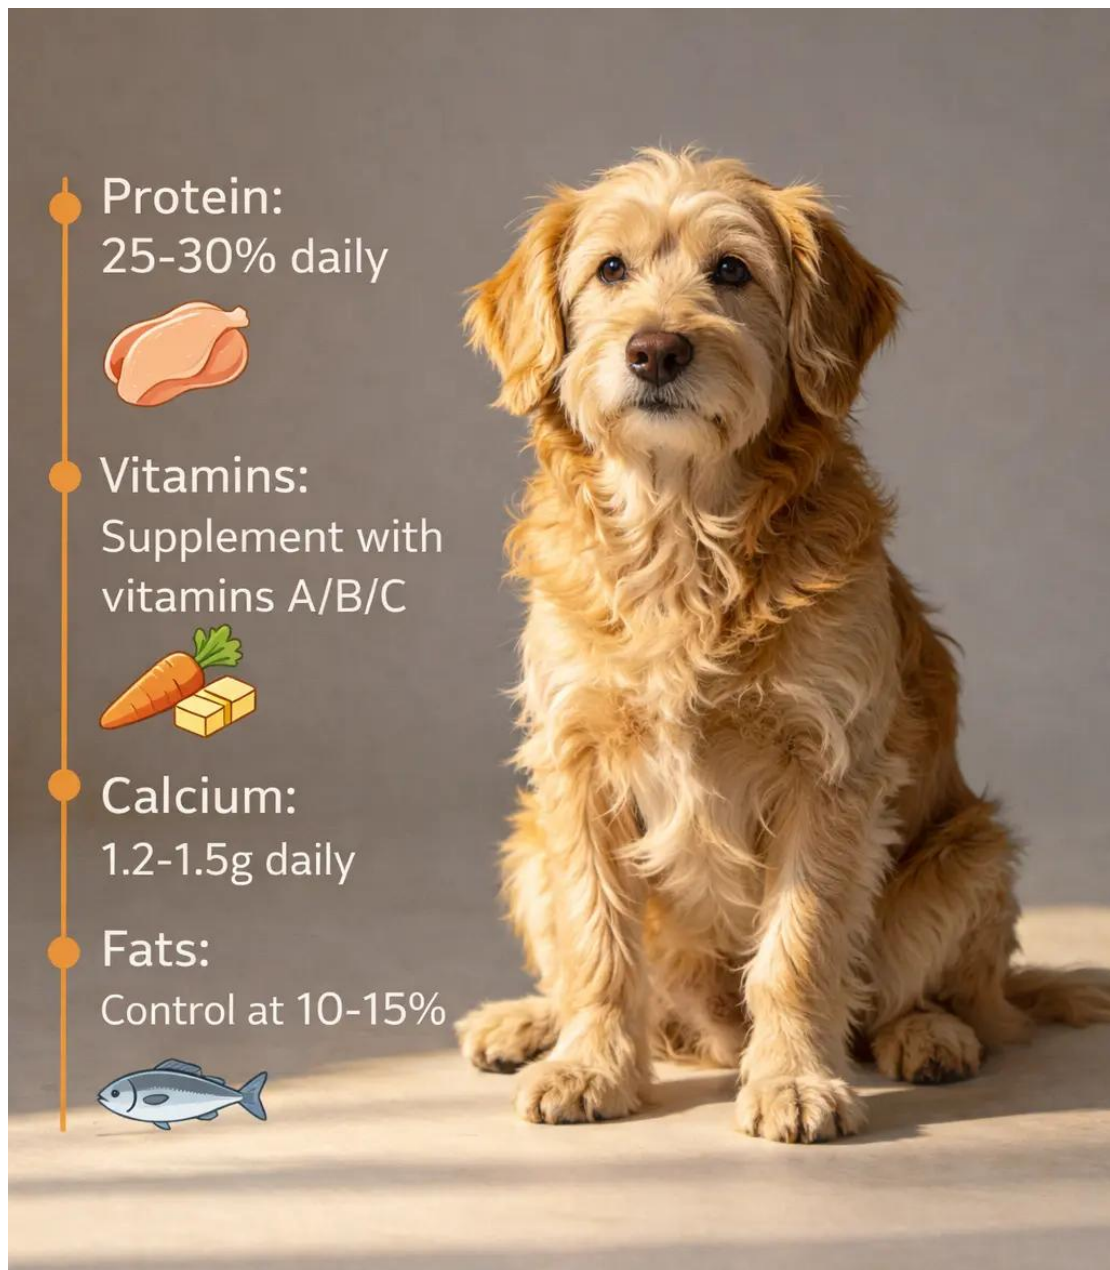 Protein:
25-30% daily
Vitamins:
Supplement with
vitamins A/B/C
Calcium:
1.2-1.5g daily
Fats:
Control at 10-15%